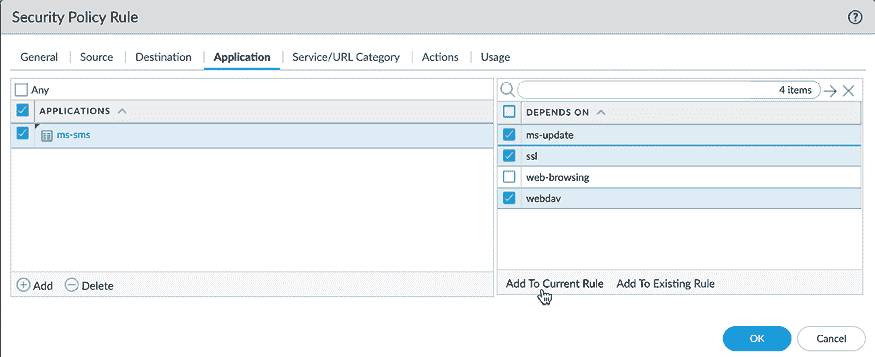 Security Policy Rule
General Source Destination Application Service/URL Category Actions Usage
Any
4 items
APPLICATIONS
DEPENDS ON
ms-sms
ms-update
ssl
web-browsing
webdav
Add Delete
Add To Current Rule Add To Existing Rule
OK Cancel